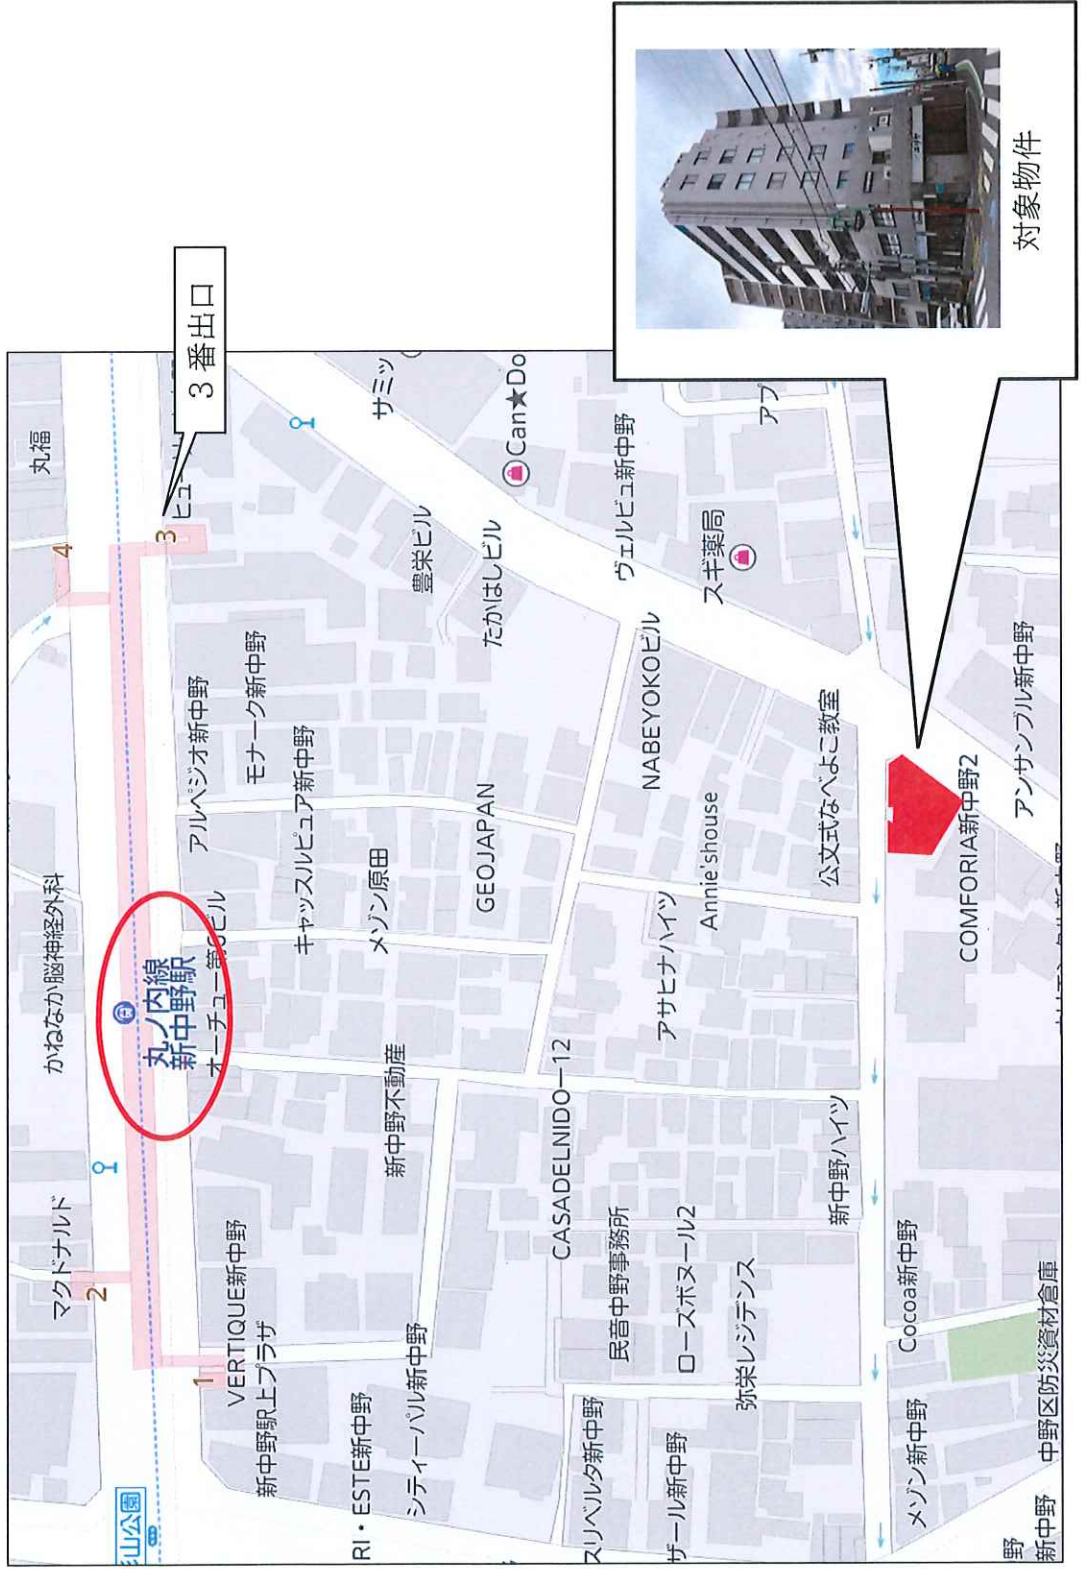 杉山公園
マクドナルド
2
かねなか脳神経外科
丸福
4
丸ノ内線
新中野駅
3
3番出口
1
VERTIQUE新中野
新中野駅上プラザ
オーチュー第6ビル
アルペジオ新中野
モナーク新中野
キャッスルピュア新中野
メゾン原田
豊栄ビル
サミッ
たかはしビル
Can★Do
GEOJAPAN
新中野不動産
RI・ESTE新中野
シティーパル新中野
CASADELNIDO-12
NABEYOKOビル
ヴェルビュ新中野
スギ薬局
アブ
民音中野事務所
ローズボヌール2
弥栄レジデンス
スリベルタ新中野
ザール新中野
アサヒナハイツ
Annie'shouse
公文式なべよこ教室
新中野ハイツ
Cocoa新中野
メゾン新中野
COMFORIA新中野2
アンサンブル新中野
中野区防災資材倉庫
野
新中野
対象物件